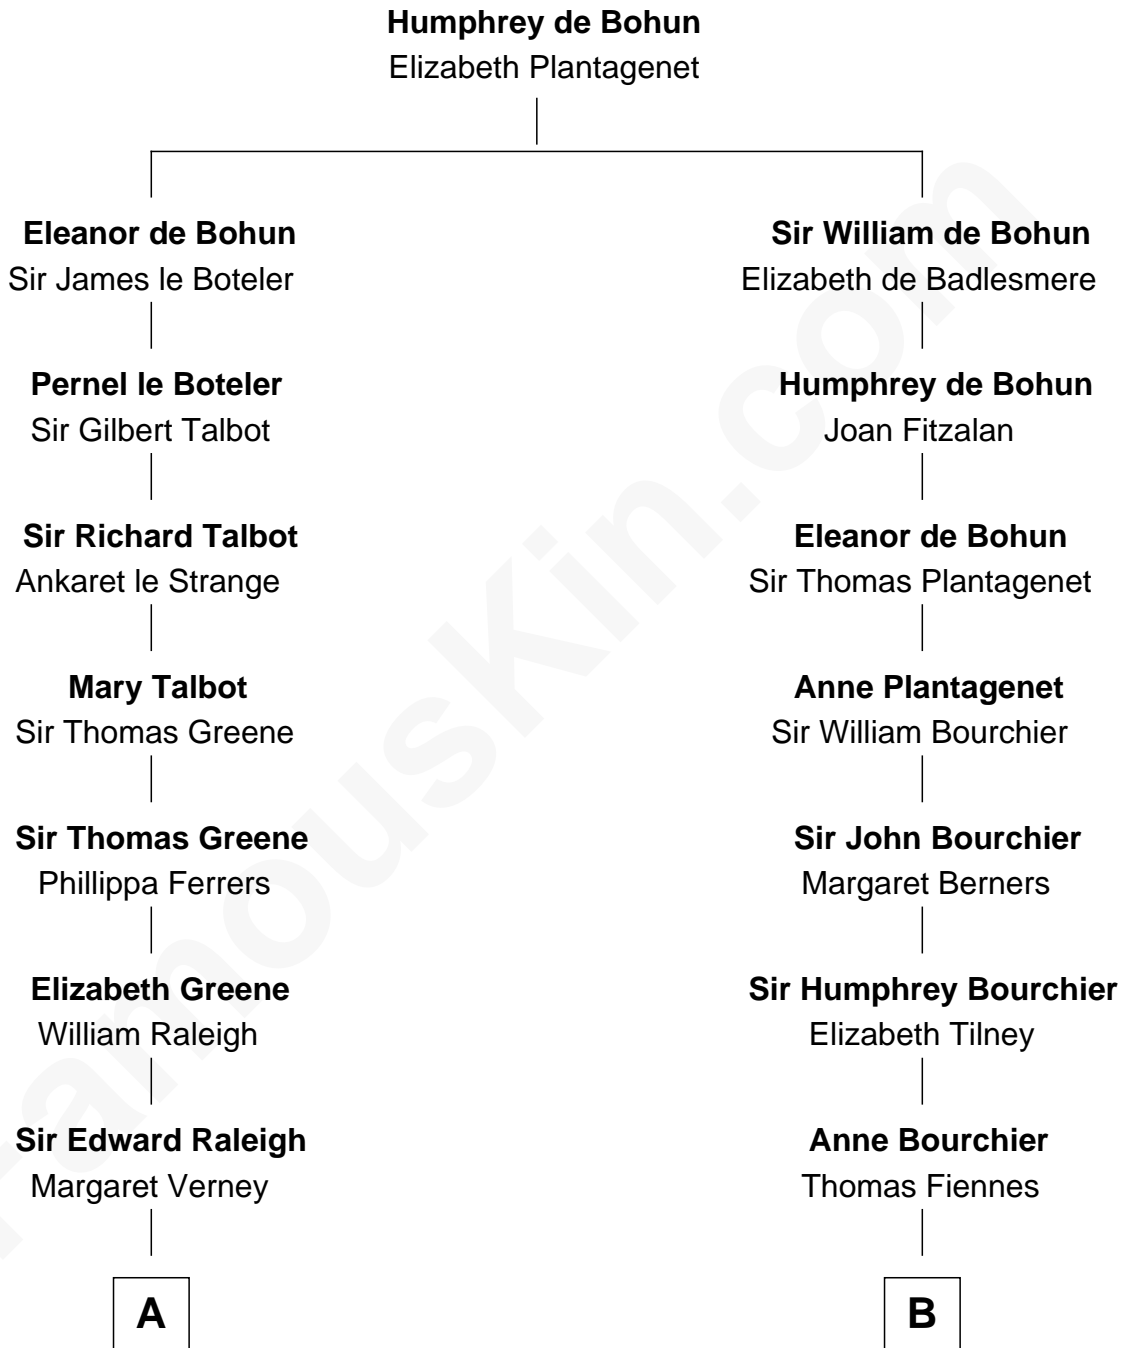 Humphrey de Bohun
Elizabeth Plantagenet
Eleanor de Bohun
Sir James le Boteler
Sir William de Bohun
Elizabeth de Badlesmere
Pernel le Boteler
Sir Gilbert Talbot
Humphrey de Bohun
Joan Fitzalan
Sir Richard Talbot
Ankaret le Strange
Eleanor de Bohun
Sir Thomas Plantagenet
Mary Talbot
Sir Thomas Greene
Anne Plantagenet
Sir William Bourchier
Sir Thomas Greene
Phillippa Ferrers
Sir John Bourchier
Margaret Berners
Elizabeth Greene
William Raleigh
Sir Humphrey Bourchier
Elizabeth Tilney
Sir Edward Raleigh
Margaret Verney
Anne Bourchier
Thomas Fiennes
A
B
FamousKin.com